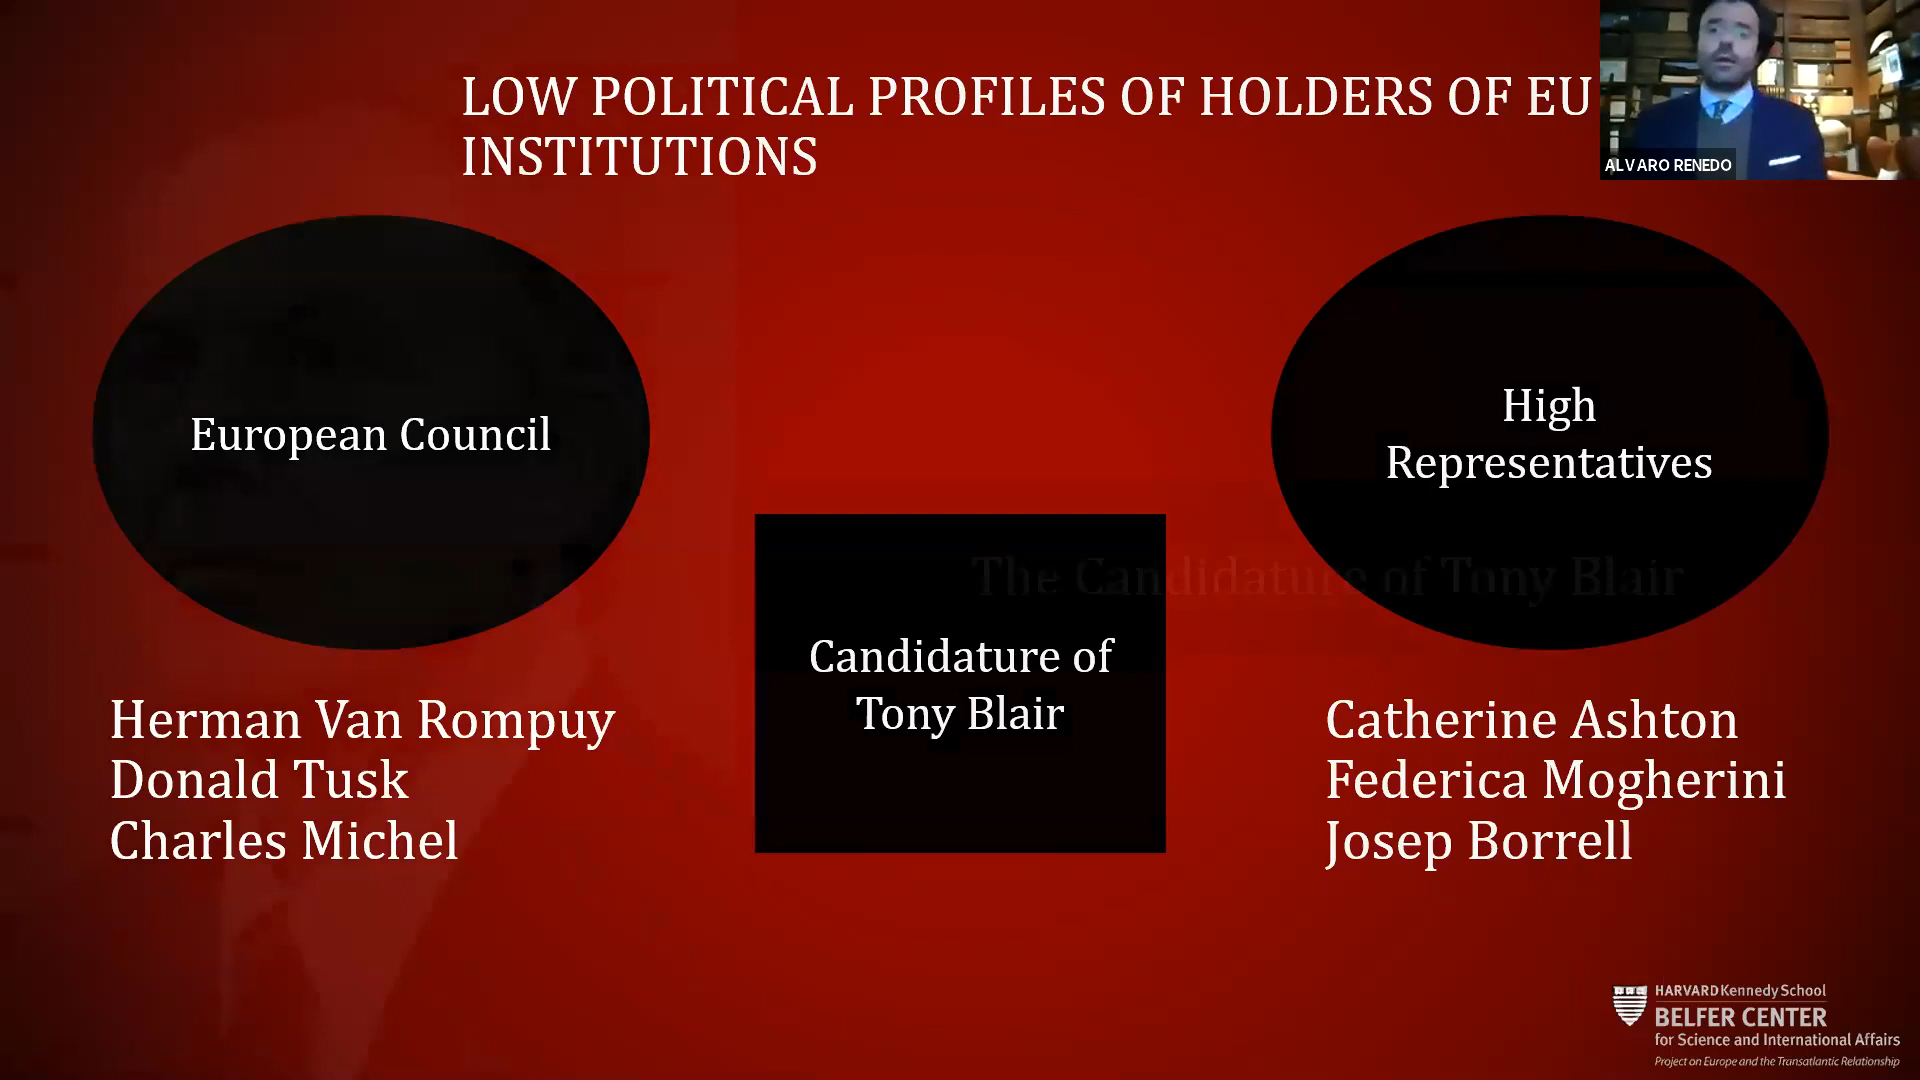 LOW POLITICAL PROFILES OF HOLDERS OF EU
INSTITUTIONS
ALVARO RENEDO
European Council
High
Representatives
The Candidature of Tony Blair
Candidature of
Tony Blair
Herman Van Rompuy
Donald Tusk
Charles Michel
Catherine Ashton
Federica Mogherini
Josep Borrell
HARVARD Kennedy School
BELFER CENTER
for Science and International Affairs
Project on Europe and the Transatlantic Relationship